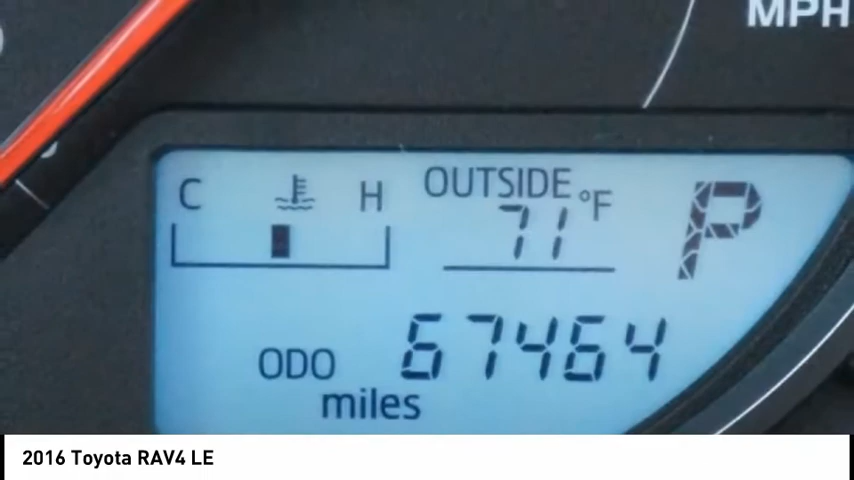 MPH
C H OUTSIDE
71 °F P
ODO 67464
miles
2016 Toyota RAV4 LE